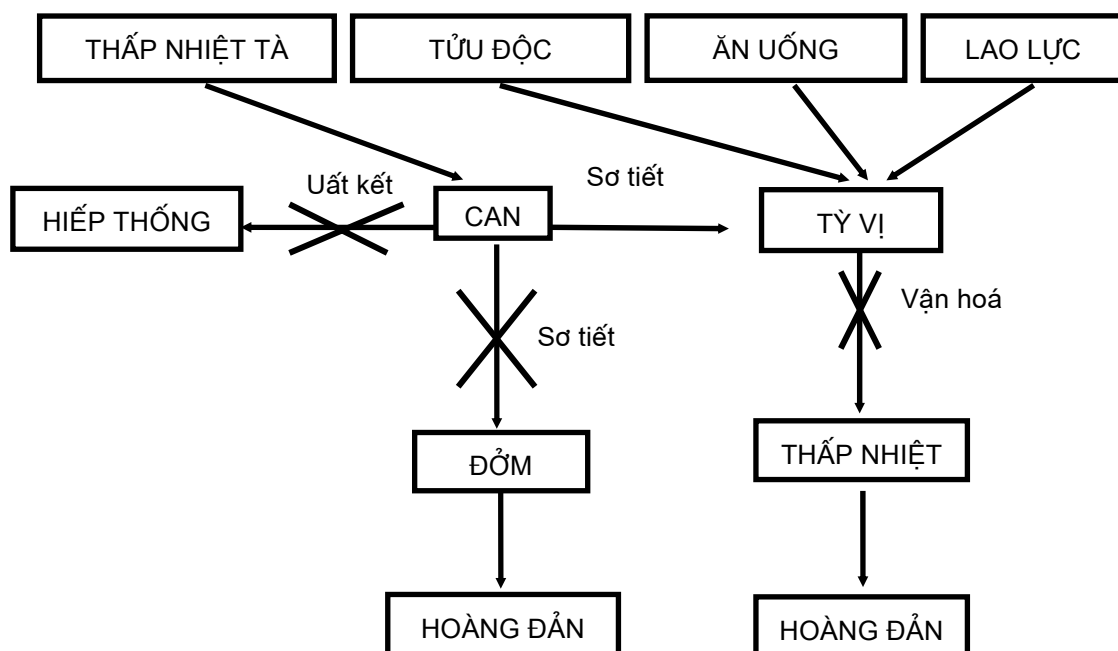 THẤP NHIỆT TÀ
TỬU ĐỘC
ĂN UỐNG
LAO LỰC
Uất kết
Sơ tiết
HIẾP THỐNG
CAN
TỲ VỊ
Vận hoá
Sơ tiết
ĐỞM
THẤP NHIỆT
HOÀNG ĐẢN
HOÀNG ĐẢN